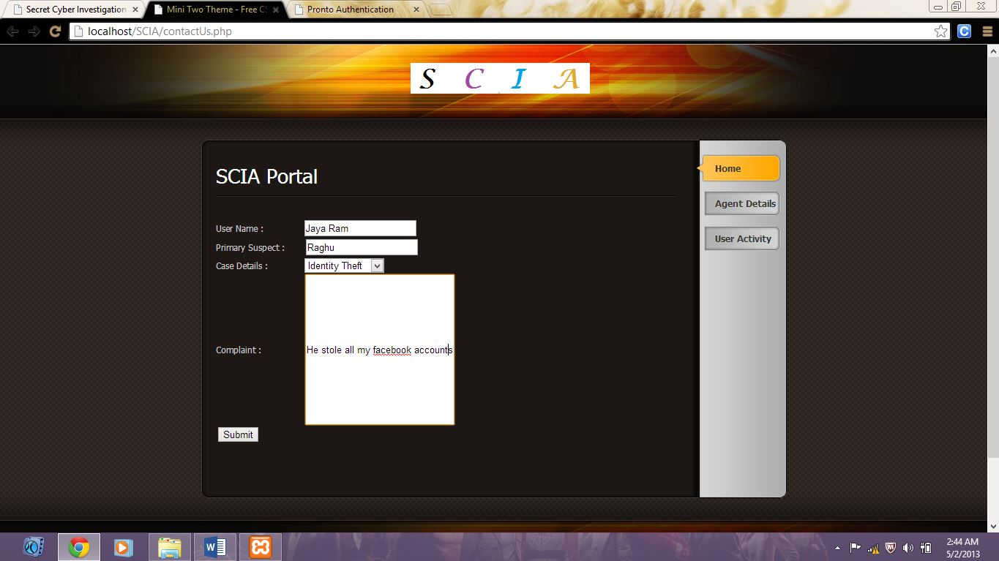 Secret Cyber Investigation
Mini Two Theme - Free CS
Pronto Authentication
localhost/SCIA/contactUs.php
S C I A
SCIA Portal
Home
Agent Details
User Activity
User Name :
Jaya Ram
Primary Suspect :
Raghu
Case Details :
Identity Theft
Complaint :
He stole all my facebook accounts
Submit
2:44 AM
5/2/2013